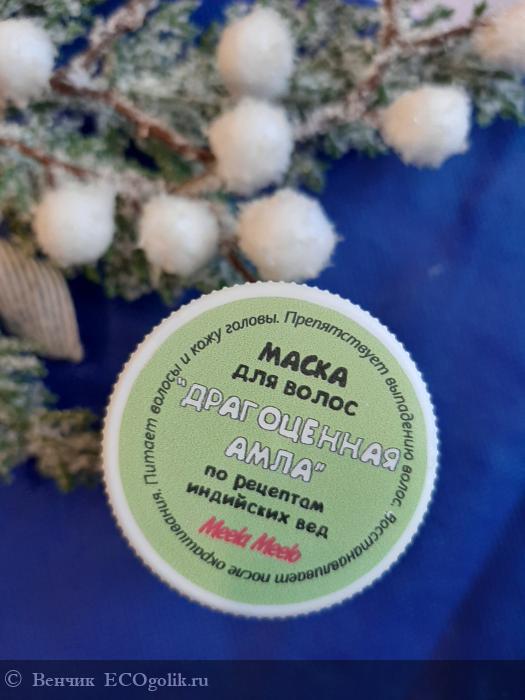 МАСКА
ДЛЯ ВОЛОС
"ДРАГОЦЕННАЯ
АМЛА"
по рецептам
индийских вед
Meela Meelo
Питает волосы и кожу головы. Препятствует выпадению волос. Восстанавливает после окрашивания.
© Венчик ECOgolik.ru